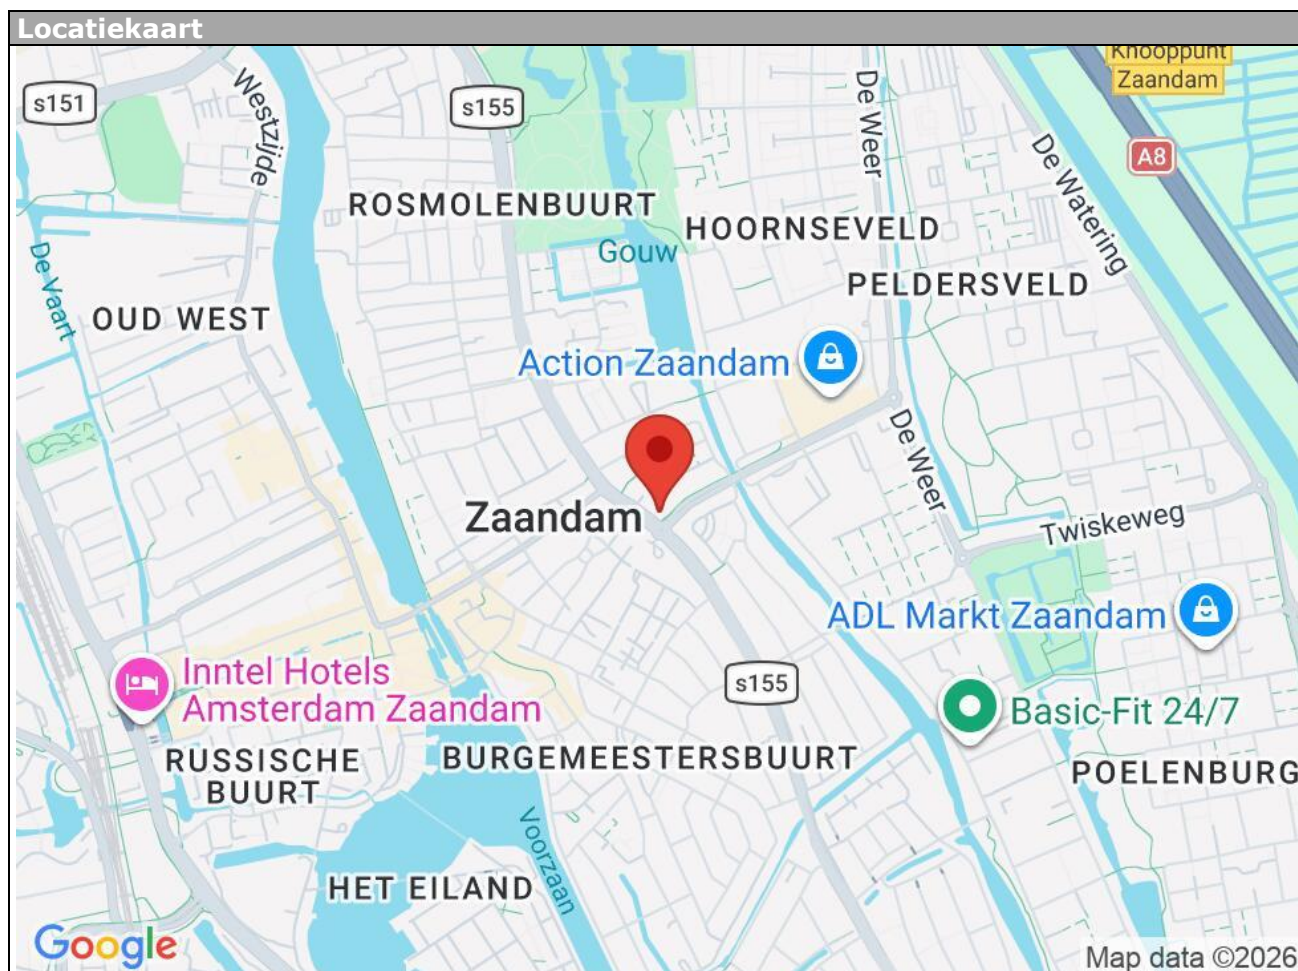 Locatiekaart
Knooppunt
Zaandam
s151
Westzijde
s155
De Weer
A8
De Watering
ROSMOLENBUURT
HOORNSEVELD
Gouw
De Vaart
PELDERSVELD
OUD WEST
Action Zaandam
De Weer
Zaandam
Twiskeweg
ADL Markt Zaandam
Inntel Hotels
Amsterdam Zaandam
s155
Basic-Fit 24/7
RUSSISCHE
BUURT
BURGEMEESTERSBUURT
POELENBURG
Voorzaan
HET EILAND
Google
Map data ©2026